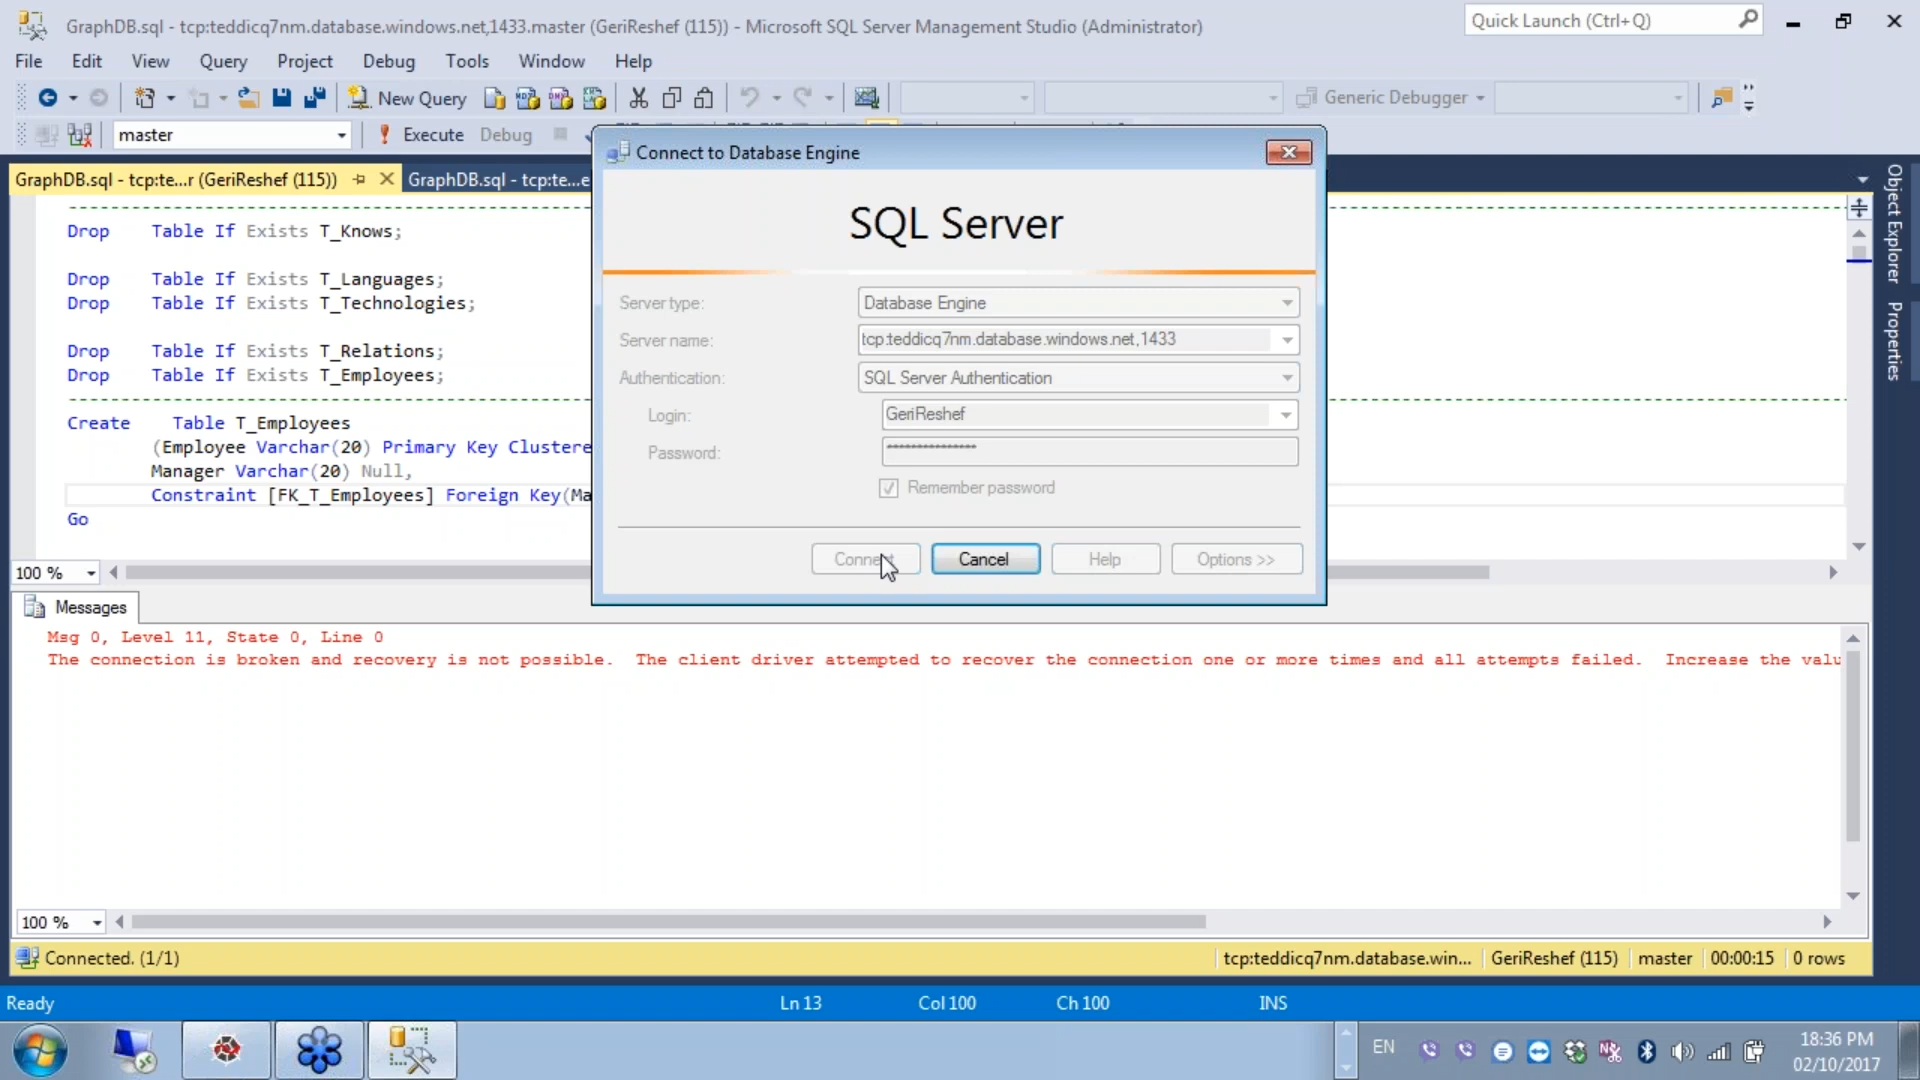 GraphDB.sql - tcp:teddicq7nm.database.windows.net,1433.master (GeriReshef (115)) - Microsoft SQL Server Management Studio (Administrator)
Quick Launch (Ctrl+Q)
File Edit View Query Project Debug Tools Window Help
New Query
Generic Debugger
master
Execute Debug
GraphDB.sql - tcp:te...r (GeriReshef (115))
GraphDB.sql - tcp:te...e
Drop Table If Exists T_Knows;
Drop Table If Exists T_Languages;
Drop Table If Exists T_Technologies;
Drop Table If Exists T_Relations;
Drop Table If Exists T_Employees;
Create Table T_Employees
(Employee Varchar(20) Primary Key Clustere
Manager Varchar(20) Null,
Constraint [FK_T_Employees] Foreign Key(Ma
Go
Connect to Database Engine
SQL Server
Server type: Database Engine
Server name: tcp:teddicq7nm.database.windows.net,1433
Authentication: SQL Server Authentication
Login: GeriReshef
Password: ***************
Remember password
Connect Cancel Help Options >>
Object Explorer
Properties
100 %
Messages
Msg 0, Level 11, State 0, Line 0
The connection is broken and recovery is not possible. The client driver attempted to recover the connection one or more times and all attempts failed. Increase the valu
100 %
Connected. (1/1)
tcp:teddicq7nm.database.win... GeriReshef (115) master 00:00:15 0 rows
Ready Ln 13 Col 100 Ch 100 INS
EN
18:36 PM
02/10/2017